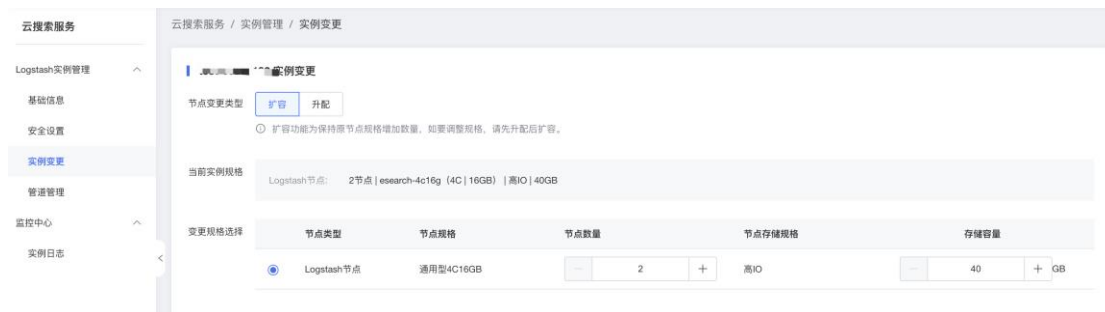 云搜索服务
云搜索服务 / 实例管理 / 实例变更
Logstash实例管理
基础信息
安全设置
实例变更
管道管理
监控中心
实例日志
实例变更
节点变更类型 扩容 升配
扩容功能为保持原节点规格增加数量，如要调整规格，请先升配后扩容。
当前实例规格 Logstash节点: 2节点 | esearch-4c16g（4C | 16GB） | 高IO | 40GB
变更规格选择 节点类型 节点规格 节点数量 节点存储规格 存储容量
Logstash节点 通用型4C16GB — 2 + 高IO — 40 + GB